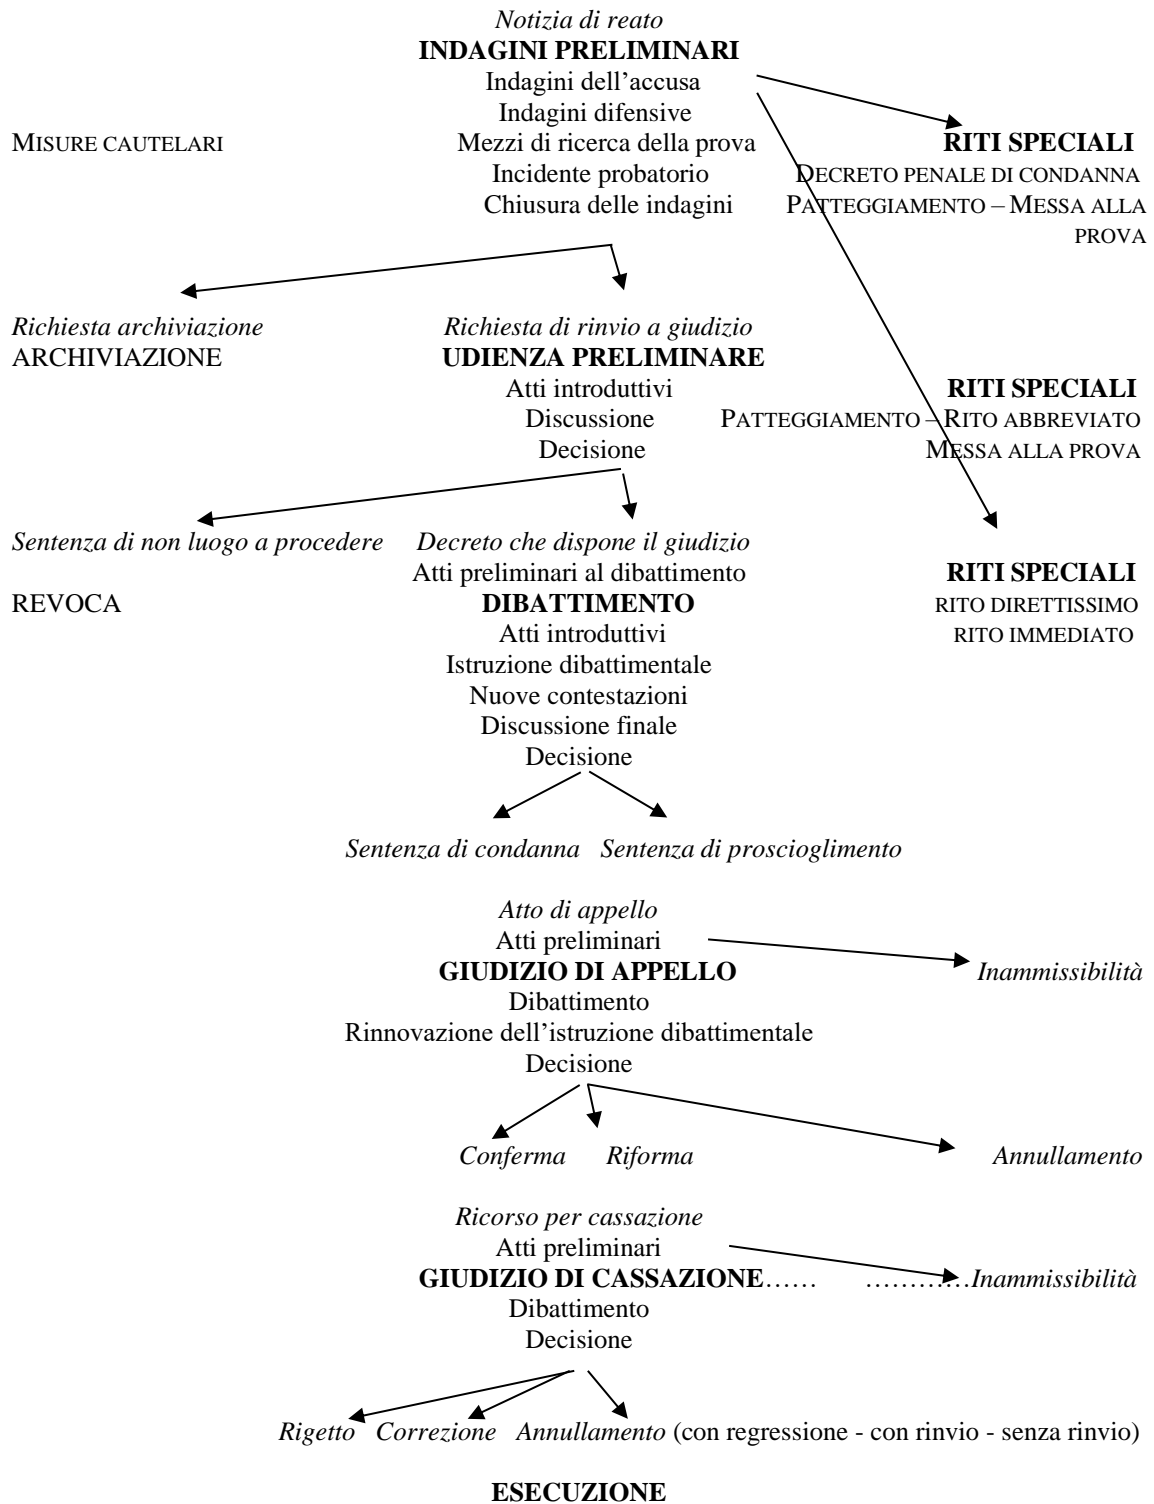 Notizia di reato
INDAGINI PRELIMINARI
Indagini dell’accusa
Indagini difensive
MISURE CAUTELARI Mezzi di ricerca della prova RITI SPECIALI
Incidente probatorio DECRETO PENALE DI CONDANNA
Chiusura delle indagini PATTEGGIAMENTO – MESSA ALLA
PROVA
Richiesta archiviazione Richiesta di rinvio a giudizio
ARCHIVIAZIONE UDIENZA PRELIMINARE
Atti introduttivi RITI SPECIALI
Discussione PATTEGGIAMENTO – RITO ABBREVIATO
Decisione MESSA ALLA PROVA
Sentenza di non luogo a procedere Decreto che dispone il giudizio
Atti preliminari al dibattimento RITI SPECIALI
REVOCA DIBATTIMENTO RITO DIRETTISSIMO
Atti introduttivi RITO IMMEDIATO
Istruzione dibattimentale
Nuove contestazioni
Discussione finale
Decisione
Sentenza di condanna Sentenza di proscioglimento
Atto di appello
Atti preliminari
GIUDIZIO DI APPELLO Inammissibilità
Dibattimento
Rinnovazione dell’istruzione dibattimentale
Decisione
Conferma Riforma Annullamento
Ricorso per cassazione
Atti preliminari
GIUDIZIO DI CASSAZIONE…… …………Inammissibilità
Dibattimento
Decisione
Rigetto Correzione Annullamento (con regressione - con rinvio - senza rinvio)
ESECUZIONE